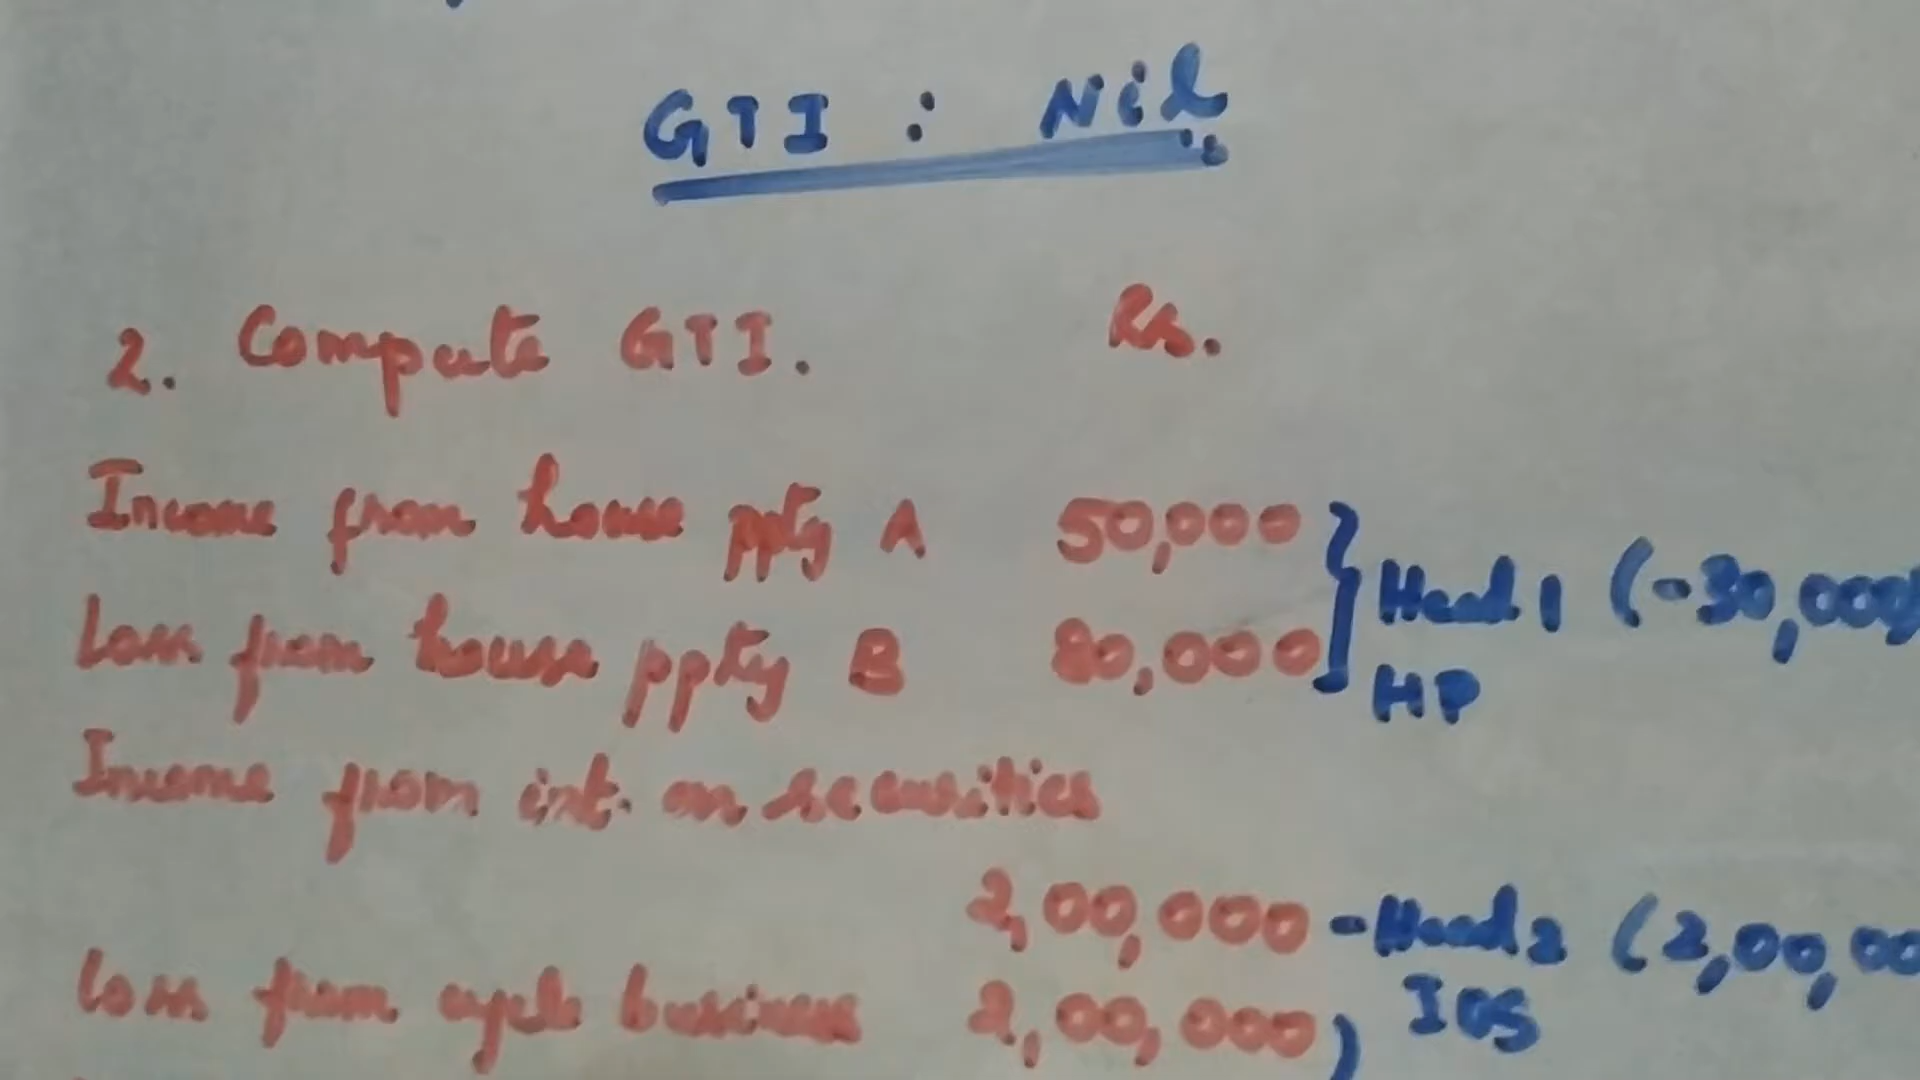 GTI : Nil
2. Compute GTI. Rs.
Income from house ppty A 50,000
Head 1 (-30,000)
Loss from house ppty B 80,000
HP
Income from int. on securities
2,00,000 - Head 2 (2,00,00
IOS
Loss from cycle business 2,00,000